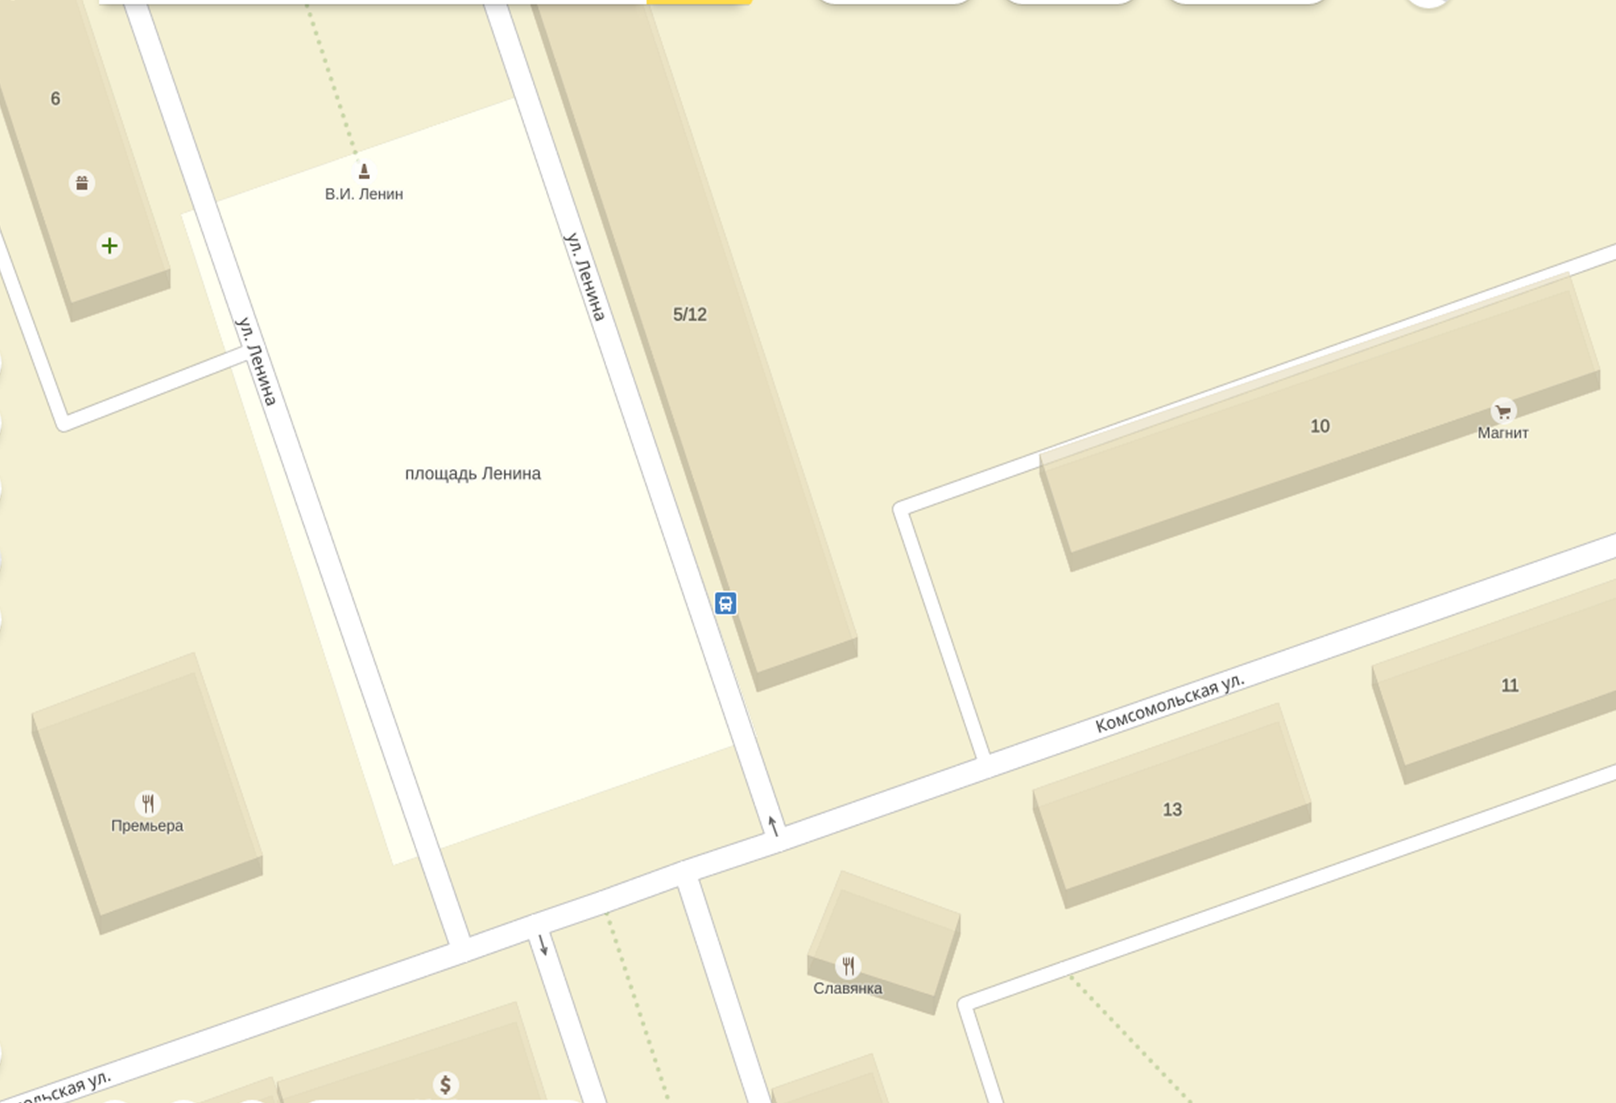 6
В.И. Ленин
ул. Ленина
5/12
ул. Ленина
10
Магнит
площадь Ленина
11
Комсомольская ул.
13
Премьера
Славянка
ольская ул.
$